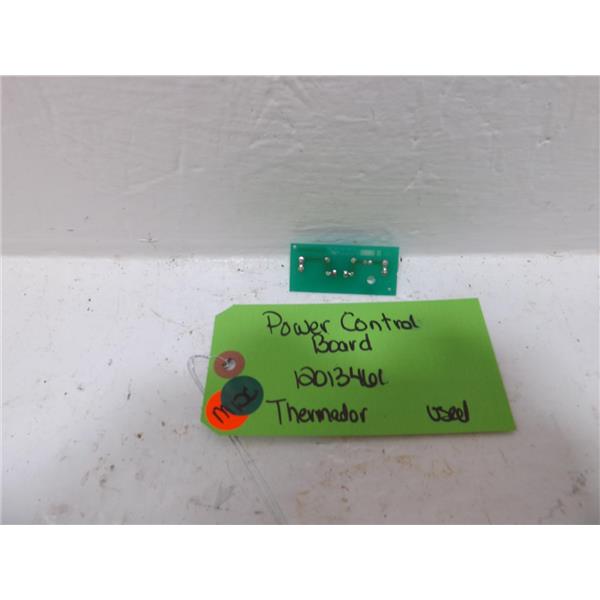 Power Control
Board
12013461
Thermador used